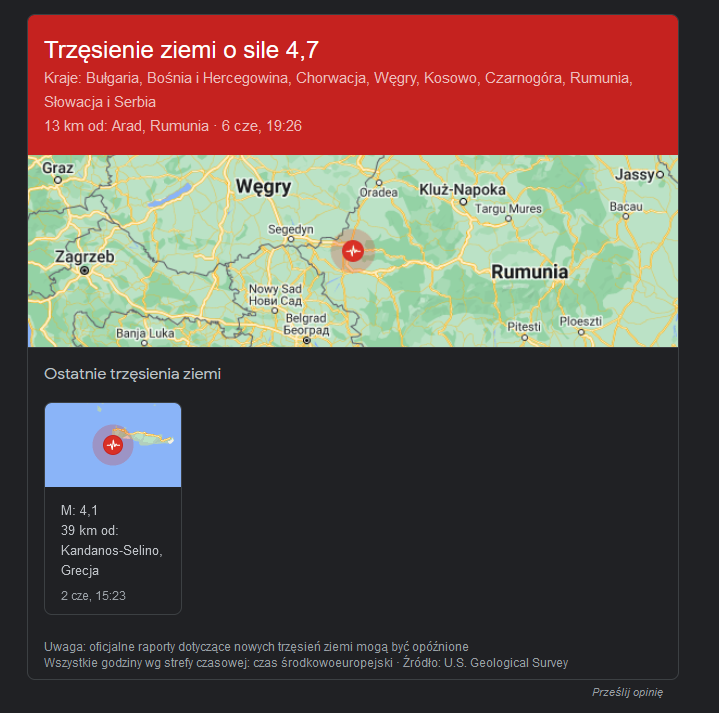 Trzęsienie ziemi o sile 4,7
Kraje: Bułgaria, Bośnia i Hercegowina, Chorwacja, Węgry, Kosowo, Czarnogóra, Rumunia,
Słowacja i Serbia
13 km od: Arad, Rumunia · 6 cze, 19:26
Graz
Węgry
Oradea
Kluż-Napoka
Jassy
Targu Mures
Bacau
Segedyn
Zagrzeb
Rumunia
Nowy Sad
Нови Сад
Belgrad
Београд
Banja Luka
Pitesti
Ploeszti
Ostatnie trzęsienia ziemi
M: 4,1
39 km od:
Kandanos-Selino,
Grecja
2 cze, 15:23
Uwaga: oficjalne raporty dotyczące nowych trzęsień ziemi mogą być opóźnione
Wszystkie godziny wg strefy czasowej: czas środkowoeuropejski · Źródło: U.S. Geological Survey
Prześlij opinię